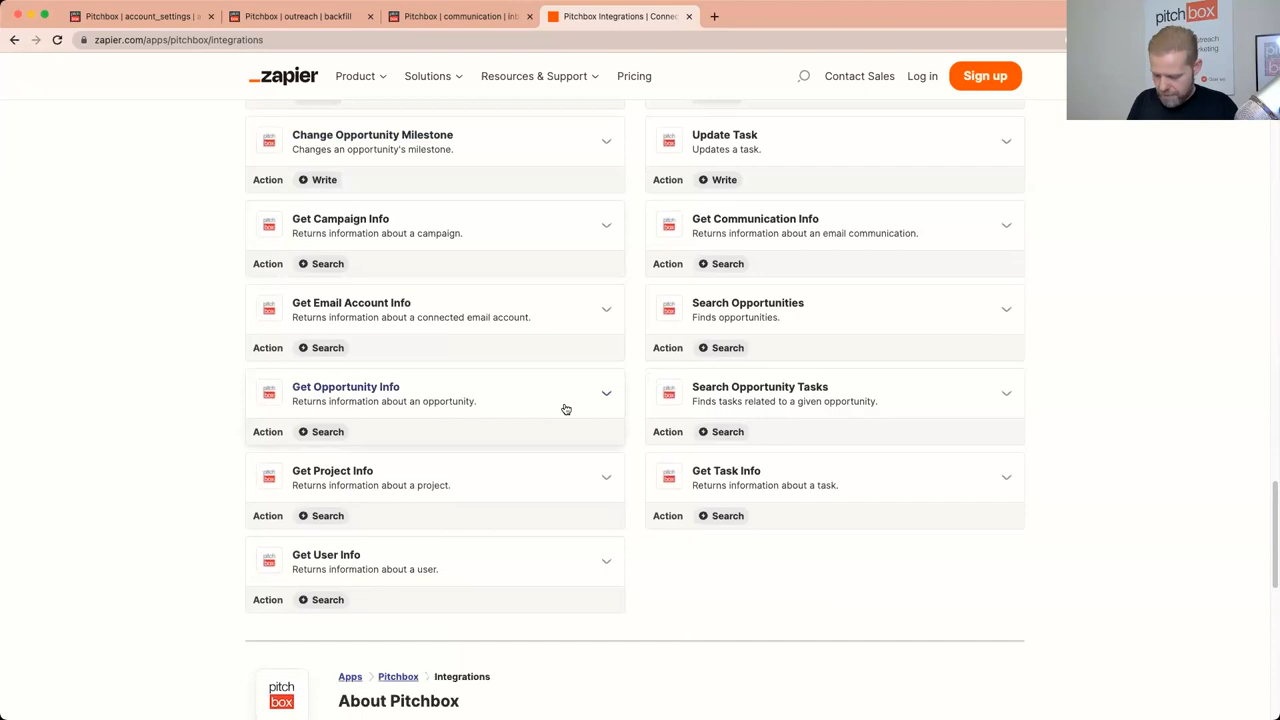 Pitchbox | account_settings | a
Pitchbox | outreach | backfill
Pitchbox | communication | inb
Pitchbox Integrations | Connec
zapier.com/apps/pitchbox/integrations
zapier
Product
Solutions
Resources & Support
Pricing
Contact Sales
Log in
Sign up
pitchbox
Change Opportunity Milestone
Changes an opportunity's milestone.
Action
Write
Update Task
Updates a task.
Action
Write
Get Campaign Info
Returns information about a campaign.
Action
Search
Get Communication Info
Returns information about an email communication.
Action
Search
Get Email Account Info
Returns information about a connected email account.
Action
Search
Search Opportunities
Finds opportunities.
Action
Search
Get Opportunity Info
Returns information about an opportunity.
Action
Search
Search Opportunity Tasks
Finds tasks related to a given opportunity.
Action
Search
Get Project Info
Returns information about a project.
Action
Search
Get Task Info
Returns information about a task.
Action
Search
Get User Info
Returns information about a user.
Action
Search
pitch
box
Apps
Pitchbox
Integrations
About Pitchbox